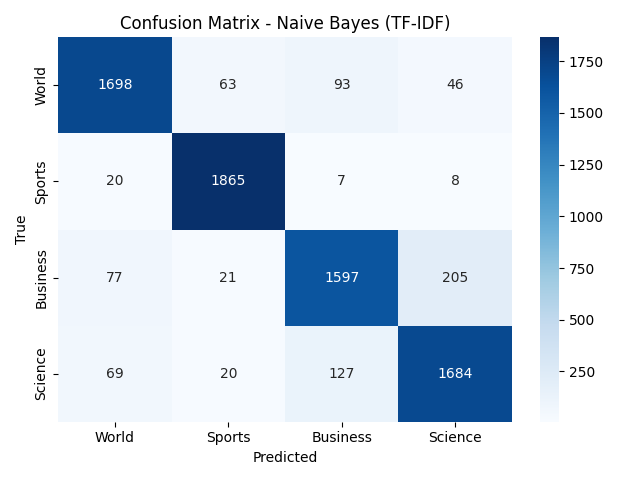 Confusion Matrix - Naive Bayes (TF-IDF)
True
World 1698 63 93 46
Sports 20 1865 7 8
Business 77 21 1597 205
Science 69 20 127 1684
World Sports Business Science
Predicted
1750
1500
1250
1000
750
500
250